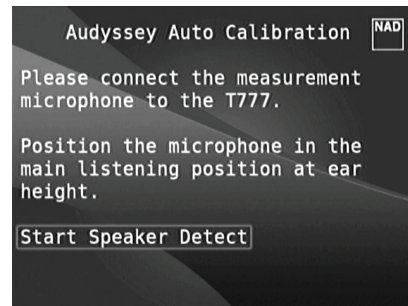 Audyssey Auto Calibration
NAD
Please connect the measurement
microphone to the T777.
Position the microphone in the
main listening position at ear
height.
Start Speaker Detect